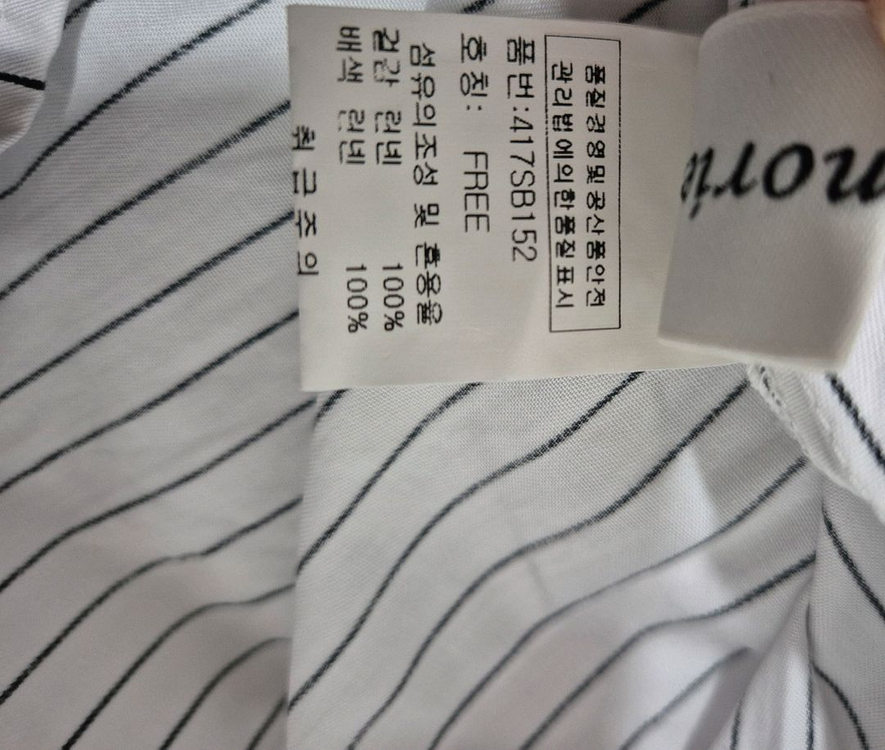 품질경영및 공산품안전
관리법에의한품질표시
품번:417SB152
호칭: FREE
섬유의조성 및 혼용율
겉감 린넨 100%
배색 린넨 100%
취급주의